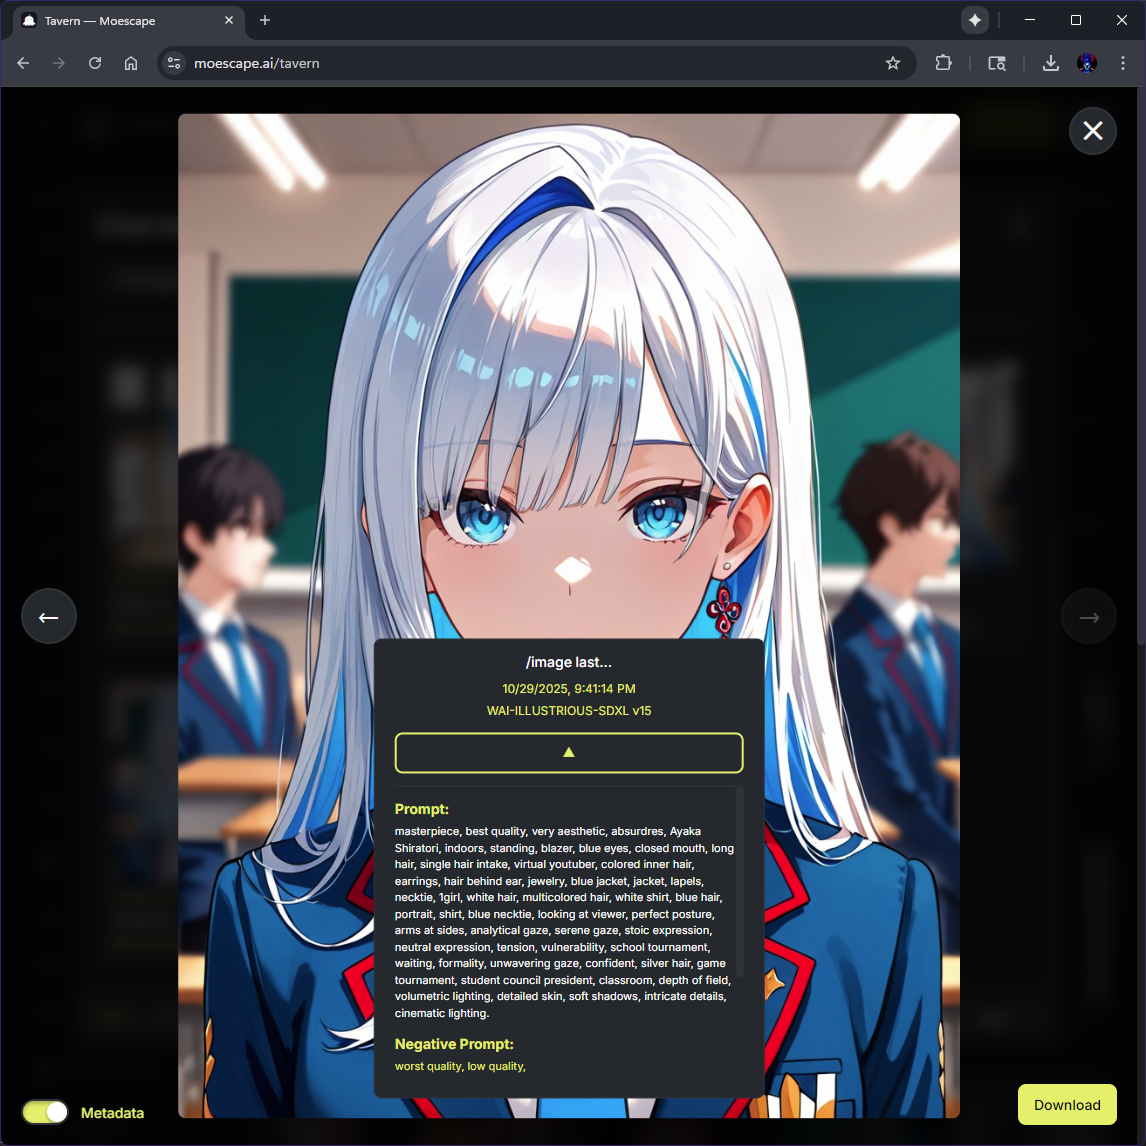 Tavern — Moescape
moescape.ai/tavern
/image last...
10/29/2025, 9:41:14 PM
WAI-ILLUSTRIOUS-SDXL v15
Prompt:
masterpiece, best quality, very aesthetic, absurdres, Ayaka
Shiratori, indoors, standing, blazer, blue eyes, closed mouth, long
hair, single hair intake, virtual youtuber, colored inner hair,
earrings, hair behind ear, jewelry, blue jacket, jacket, lapels,
necktie, 1girl, white hair, multicolored hair, white shirt, blue hair,
portrait, shirt, blue necktie, looking at viewer, perfect posture,
arms at sides, analytical gaze, serene gaze, stoic expression,
neutral expression, tension, vulnerability, school tournament,
waiting, formality, unwavering gaze, confident, silver hair, game
tournament, student council president, classroom, depth of field,
volumetric lighting, detailed skin, soft shadows, intricate details,
cinematic lighting.
Negative Prompt:
worst quality, low quality,
Metadata
Download